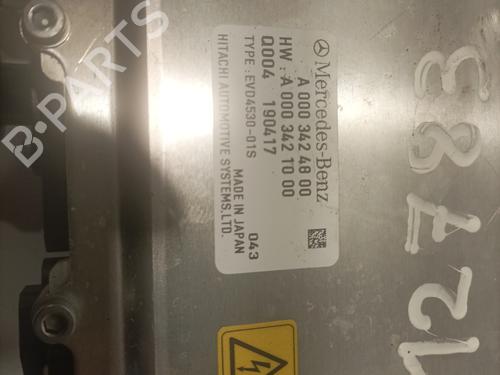 Mercedes-Benz
A 000 342 48 00
HW : A 000 342 10 00
Q004 190417
043
TYPE : EVD4530-01S
MADE IN JAPAN
HITACHI AUTOMOTIVE SYSTEMS,LTD.
B-PARTS